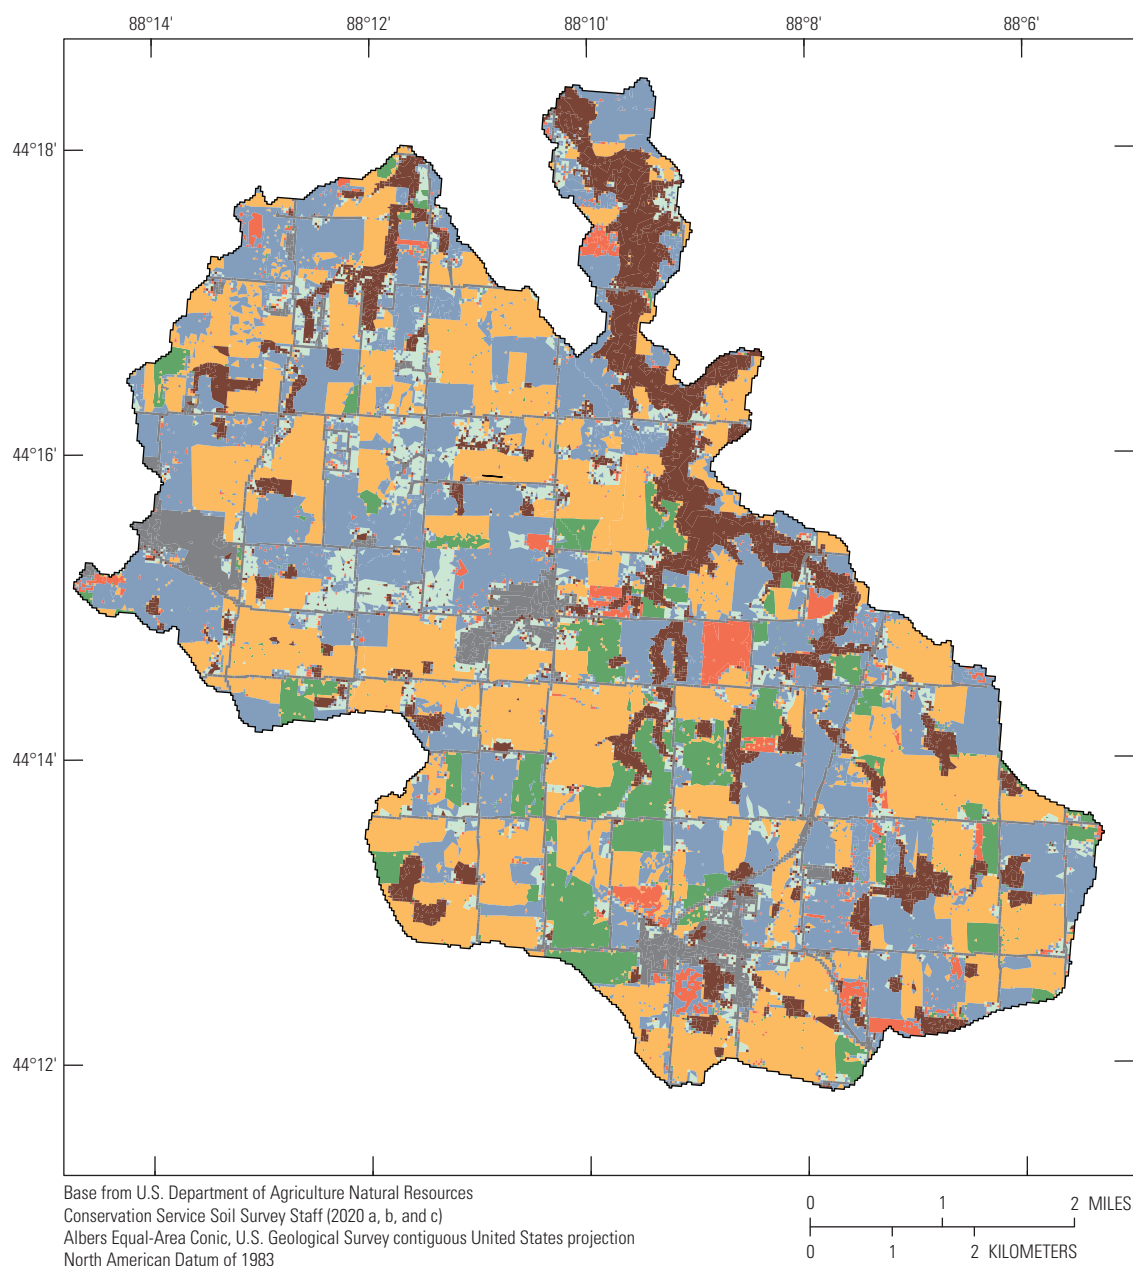 88°14' 88°12' 88°10' 88°8' 88°6'
44°18'
44°16'
44°14'
44°12'
Base from U.S. Department of Agriculture Natural Resources
Conservation Service Soil Survey Staff (2020 a, b, and c)
Albers Equal-Area Conic, U.S. Geological Survey contiguous United States projection
North American Datum of 1983
0 1 2 MILES
0 1 2 KILOMETERS